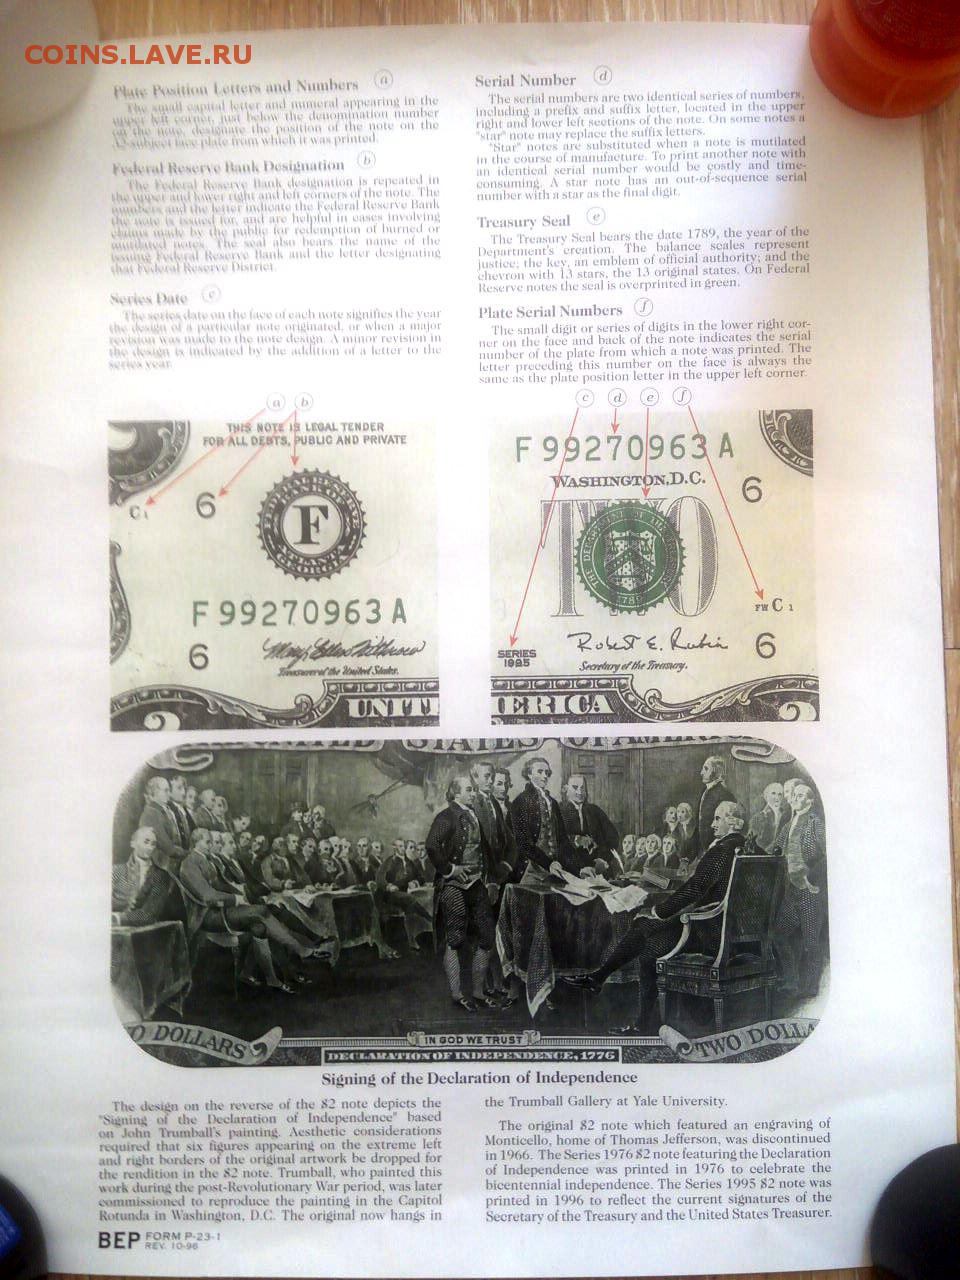 COINS.LAVE.RU
Plate Position Letters and Numbers a
The small capital letter and numeral appearing in the
upper left corner, just below the denomination number
on the note, designate the position of the note on the
32-subject face plate from which it was printed.
Federal Reserve Bank Designation b
The Federal Reserve Bank designation is repeated in
the upper and lower right and left corners of the note. The
numbers and the letter indicate the Federal Reserve Bank
the note is issued for, and are helpful in cases involving
claims made by the public for redemption of burned or
mutilated notes. The seal also bears the name of the
issuing Federal Reserve Bank and the letter designating
that Federal Reserve District.
Series Date c
The series date on the face of each note signifies the year
the design of a particular note originated, or when a major
revision was made to the note design. A minor revision in
the design is indicated by the addition of a letter to the
series year.
Serial Number d
The serial numbers are two identical series of numbers,
including a prefix and suffix letter, located in the upper
right and lower left sections of the note. On some notes a
"star" note may replace the suffix letters.
"Star" notes are substituted when a note is mutilated
in the course of manufacture. To print another note with
an identical serial number would be costly and time-
consuming. A star note has an out-of-sequence serial
number with a star as the final digit.
Treasury Seal e
The Treasury Seal bears the date 1789, the year of the
Department's creation. The balance scales represent
justice; the key, an emblem of official authority; and the
chevron with 13 stars, the 13 original states. On Federal
Reserve notes the seal is overprinted in green.
Plate Serial Numbers f
The small digit or series of digits in the lower right cor-
ner on the face and back of the note indicates the serial
number of the plate from which a note was printed. The
letter preceding this number on the face is always the
same as the plate position letter in the upper left corner.
a b
THIS NOTE IS LEGAL TENDER
FOR ALL DEBTS, PUBLIC AND PRIVATE
C1
6
F
F 99270963 A
6
Treasurer of the United States.
2
UNIT
c d e f
F 99270963 A
WASHINGTON, D.C.
6
TWO
THE DEPARTMENT OF THE
1789
FW C 1
SERIES
1995
Robert E. Rubin
Secretary of the Treasury.
6
ERICA
2
UNITED STATES OF AMERICA
O DOLLARS
IN GOD WE TRUST
DECLARATION OF INDEPENDENCE, 1776
TWO DOLLA
Signing of the Declaration of Independence
The design on the reverse of the $2 note depicts the
"Signing of the Declaration of Independence" based
on John Trumball's painting. Aesthetic considerations
required that six figures appearing on the extreme left
and right borders of the original artwork be dropped for
the rendition in the $2 note. Trumball, who painted this
work during the post-Revolutionary War period, was later
commissioned to reproduce the painting in the Capitol
Rotunda in Washington, D.C. The original now hangs in
the Trumball Gallery at Yale University.
The original $2 note which featured an engraving of
Monticello, home of Thomas Jefferson, was discontinued
in 1966. The Series 1976 $2 note featuring the Declaration
of Independence was printed in 1976 to celebrate the
bicentennial independence. The Series 1995 $2 note was
printed in 1996 to reflect the current signatures of the
Secretary of the Treasury and the United States Treasurer.
BEP FORM P-23-1
REV. 10-96